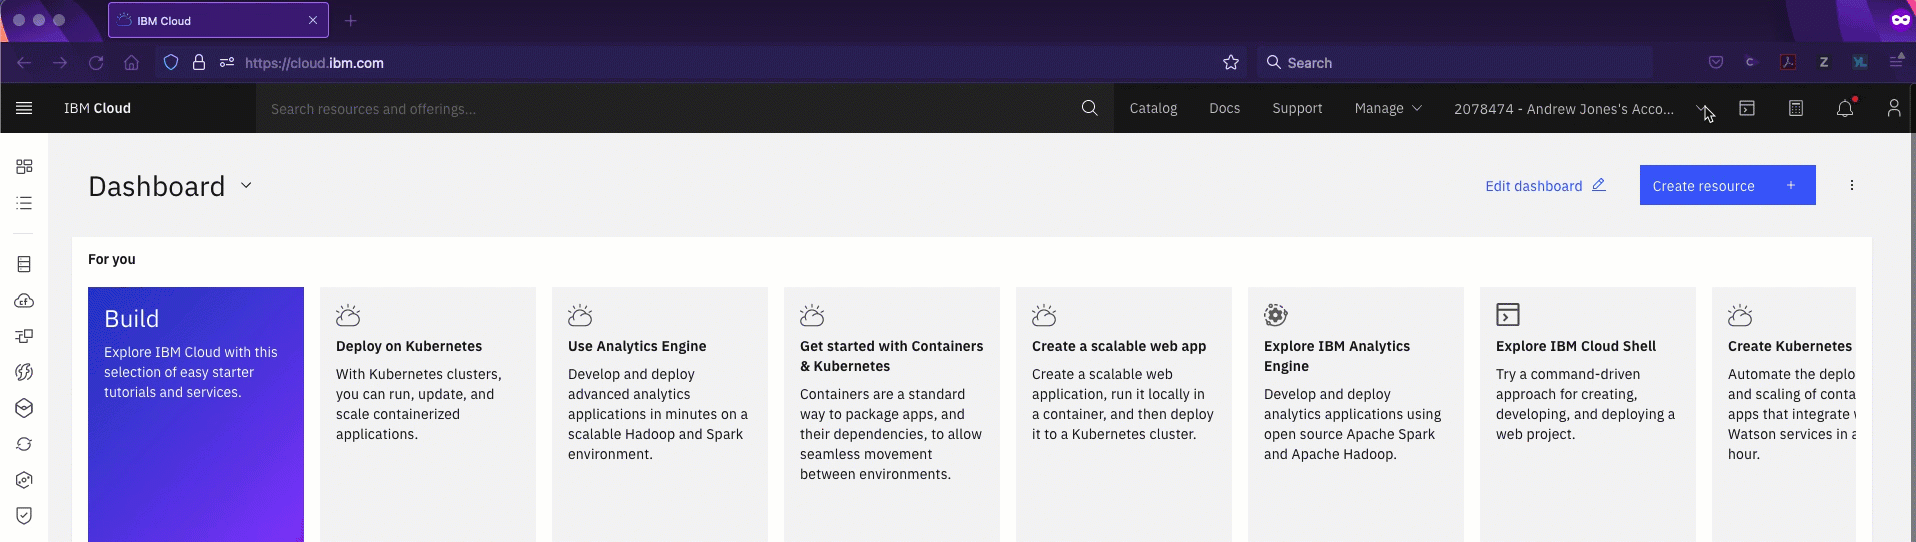 IBM Cloud
https://cloud.ibm.com
Search
IBM Cloud
Search resources and offerings...
Catalog
Docs
Support
Manage
2078474 - Andrew Jones's Acco...
Dashboard
Edit dashboard
Create resource
For you
Build
Explore IBM Cloud with this
selection of easy starter
tutorials and services.
Deploy on Kubernetes
With Kubernetes clusters,
you can run, update, and
scale containerized
applications.
Use Analytics Engine
Develop and deploy
advanced analytics
applications in minutes on a
scalable Hadoop and Spark
environment.
Get started with Containers
& Kubernetes
Containers are a standard
way to package apps, and
their dependencies, to allow
seamless movement
between environments.
Create a scalable web app
Create a scalable web
application, run it locally in
a container, and then deploy
it to a Kubernetes cluster.
Explore IBM Analytics
Engine
Develop and deploy
analytics applications using
open source Apache Spark
and Apache Hadoop.
Explore IBM Cloud Shell
Try a command-driven
approach for creating,
developing, and deploying a
web project.
Create Kubernetes
Automate the deplo
and scaling of conta
apps that integrate
Watson services in a
hour.